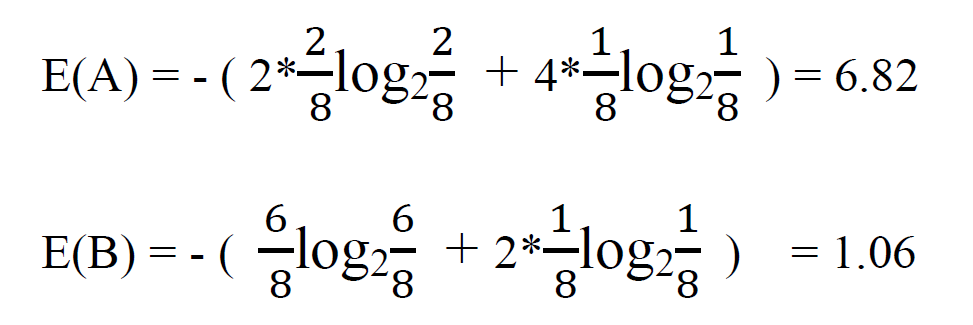 E(A) = - ( 2*2/8log₂2/8 + 4*1/8log₂1/8 ) = 6.82
E(B) = - ( 6/8log₂6/8 + 2*1/8log₂1/8 ) = 1.06